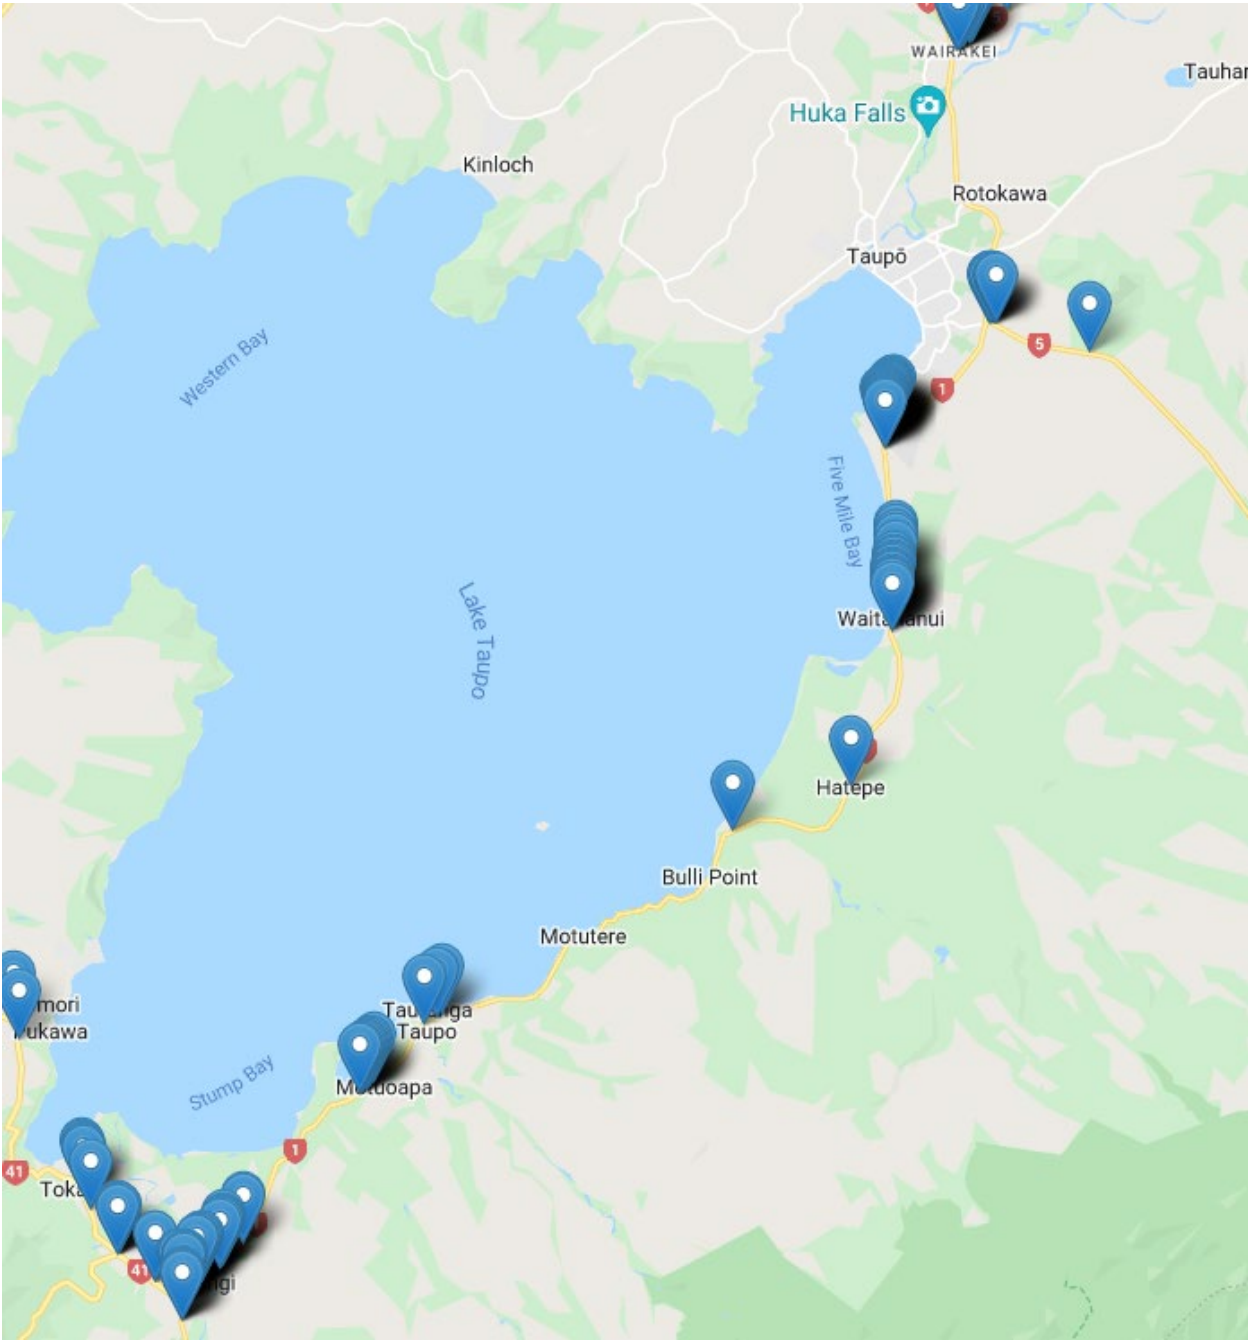 WAIRAKEI
Tauhar
Huka Falls
Kinloch
Rotokawa
Taupō
5
Western Bay
1
Five Mile Bay
Lake Taupo
Hatepe
Bulli Point
Motutere
mori
Taupo
Stump Bay
1
41
41